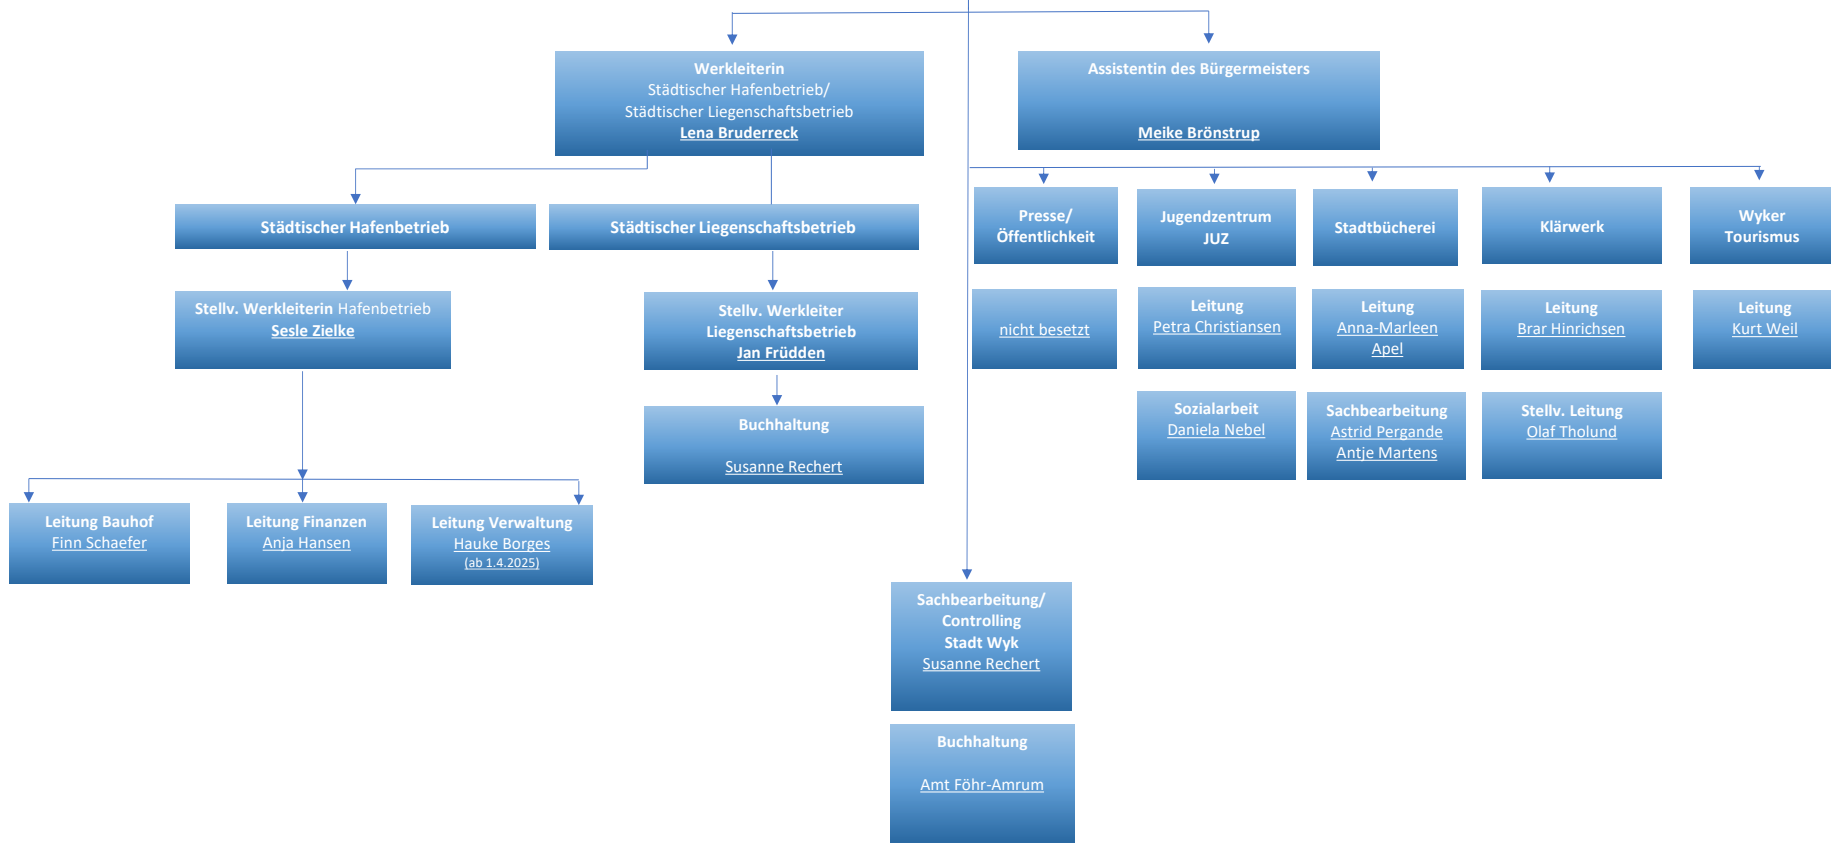 Werkleiterin
Städtischer Hafenbetrieb/
Städtischer Liegenschaftsbetrieb
Lena Bruderreck
Assistentin des Bürgermeisters
Meike Brönstrup
Städtischer Hafenbetrieb
Städtischer Liegenschaftsbetrieb
Presse/
Öffentlichkeit
Jugendzentrum
JUZ
Stadtbücherei
Klärwerk
Wyker
Tourismus
Stellv. Werkleiterin Hafenbetrieb
Sesle Zielke
Stellv. Werkleiter
Liegenschaftsbetrieb
Jan Früdden
nicht besetzt
Leitung
Petra Christiansen
Leitung
Anna-Marleen
Apel
Leitung
Brar Hinrichsen
Leitung
Kurt Weil
Buchhaltung
Susanne Rechert
Sozialarbeit
Daniela Nebel
Sachbearbeitung
Astrid Pergande
Antje Martens
Stellv. Leitung
Olaf Tholund
Leitung Bauhof
Finn Schaefer
Leitung Finanzen
Anja Hansen
Leitung Verwaltung
Hauke Borges
(ab 1.4.2025)
Sachbearbeitung/
Controlling
Stadt Wyk
Susanne Rechert
Buchhaltung
Amt Föhr-Amrum